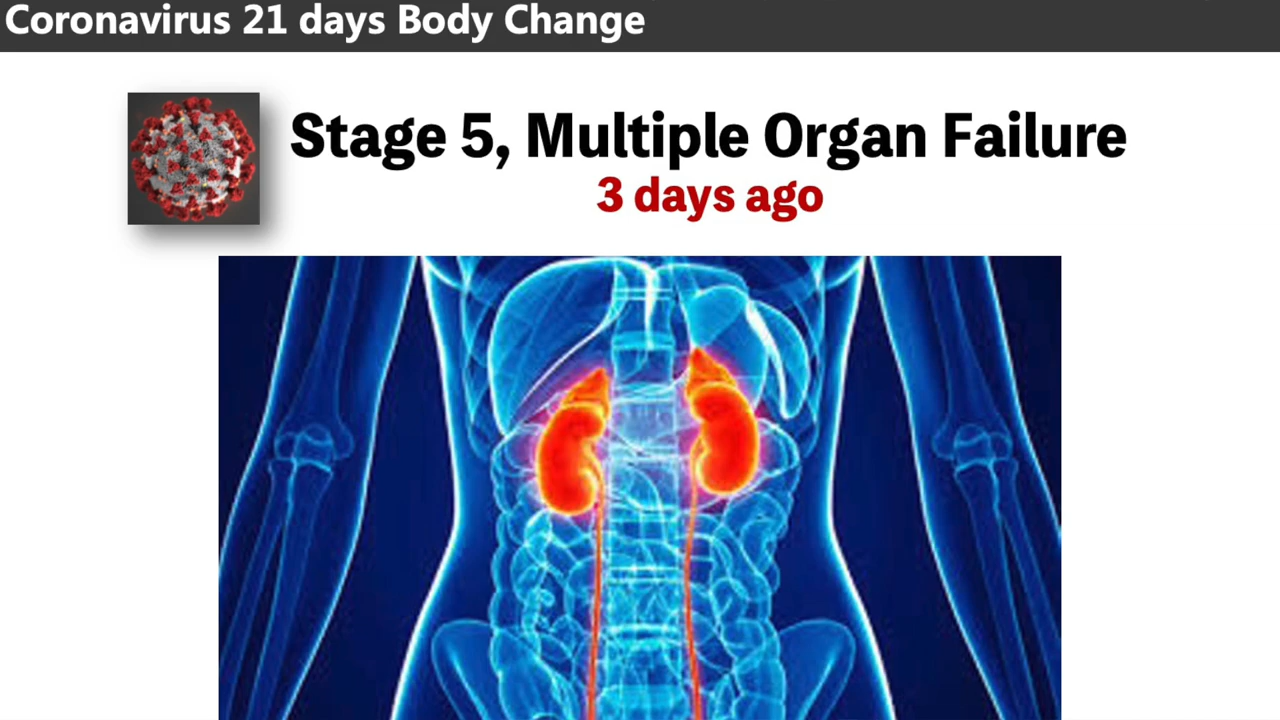 Coronavirus 21 days Body Change
Stage 5, Multiple Organ Failure
3 days ago